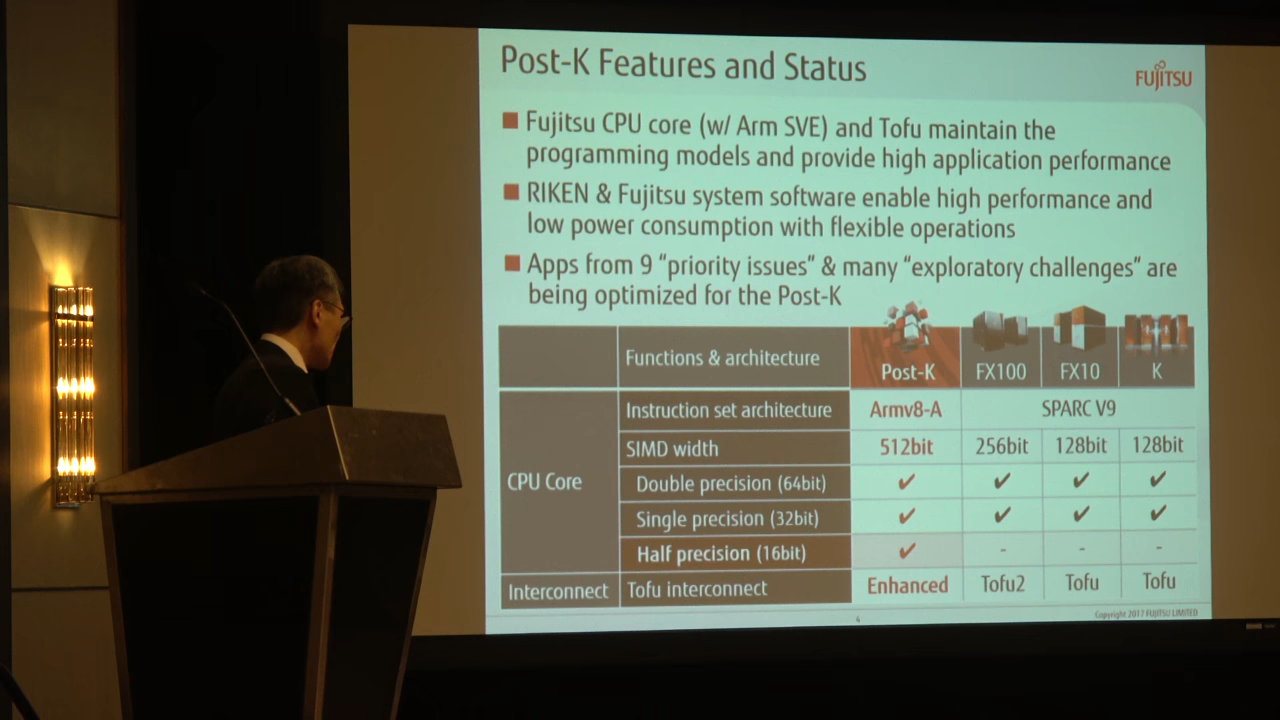 Post-K Features and Status
FUJITSU
Fujitsu CPU core (w/ Arm SVE) and Tofu maintain the
programming models and provide high application performance
RIKEN & Fujitsu system software enable high performance and
low power consumption with flexible operations
Apps from 9 “priority issues” & many “exploratory challenges” are
being optimized for the Post-K
Functions & architecture Post-K FX100 FX10 K
CPU Core
Instruction set architecture Armv8-A SPARC V9
SIMD width 512bit 256bit 128bit 128bit
Double precision (64bit) ✔ ✔ ✔ ✔
Single precision (32bit) ✔ ✔ ✔ ✔
Half precision (16bit) ✔ - - -
Interconnect Tofu interconnect Enhanced Tofu2 Tofu Tofu
4
Copyright 2017 FUJITSU LIMITED